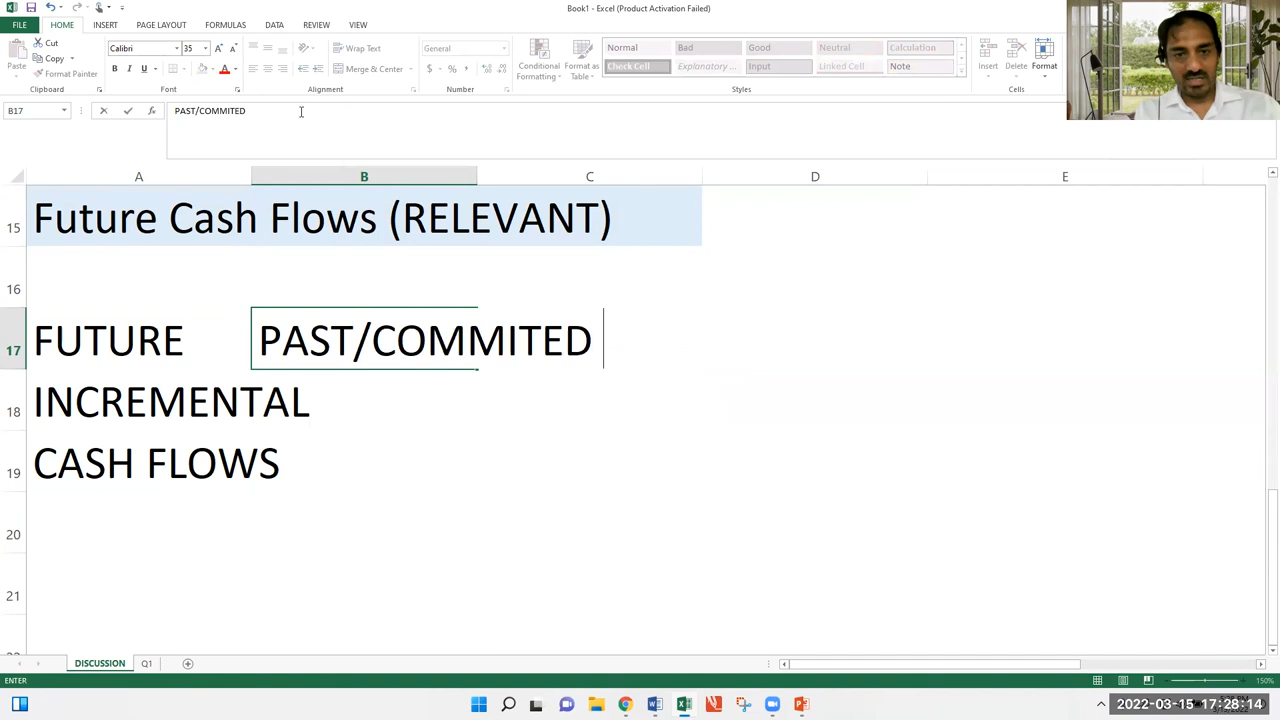 Book1 - Excel (Product Activation Failed)
FILE HOME INSERT PAGE LAYOUT FORMULAS DATA REVIEW VIEW
Cut
Copy
Format Painter
Paste
Clipboard
Calibri 35
B I U
Font
Wrap Text
Merge & Center
Alignment
General
$ % ,
Number
Conditional Formatting
Format as Table
Normal Bad Good Neutral Calculation
Check Cell Explanatory ... Input Linked Cell Note
Styles
Insert Delete Format
Cells
B17 fx PAST/COMMITED
A B C D E
15 Future Cash Flows (RELEVANT)
16
17 FUTURE PAST/COMMITED
18 INCREMENTAL
19 CASH FLOWS
20
21
DISCUSSION Q1
ENTER 150%
2022-03-15 17:28:14